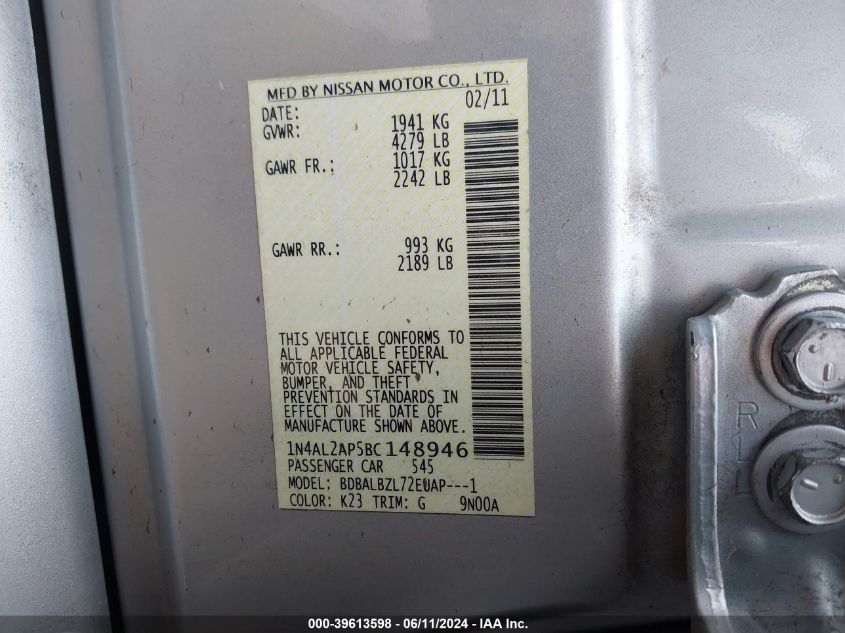 MFD BY NISSAN MOTOR CO., LTD.
DATE: 02/11
GVWR: 1941 KG
4279 LB
GAWR FR.: 1017 KG
2242 LB
GAWR RR.: 993 KG
2189 LB
THIS VEHICLE CONFORMS TO
ALL APPLICABLE FEDERAL
MOTOR VEHICLE SAFETY,
BUMPER, AND THEFT
PREVENTION STANDARDS IN
EFFECT ON THE DATE OF
MANUFACTURE SHOWN ABOVE.
1N4AL2AP5BC148946
PASSENGER CAR 545
MODEL: BDBALBZL72EUAP---1
COLOR: K23 TRIM: G 9N00A
R
000-39613598 - 06/11/2024 - IAA Inc.